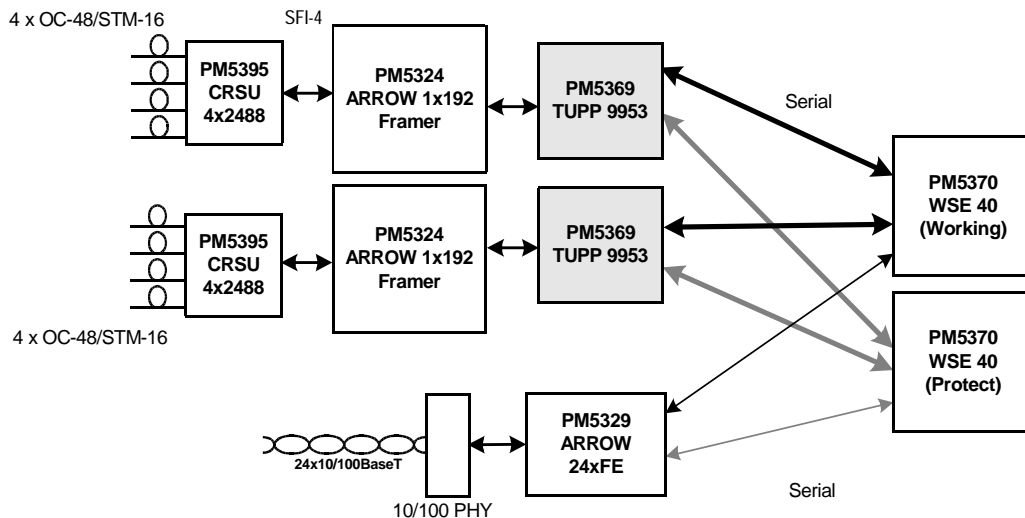 4 x OC-48/STM-16
SFI-4
PM5395
CRSU
4x2488
PM5324
ARROW 1x192
Framer
PM5369
TUPP 9953
Serial
PM5370
WSE 40
(Working)
PM5395
CRSU
4x2488
PM5324
ARROW 1x192
Framer
PM5369
TUPP 9953
4 x OC-48/STM-16
PM5370
WSE 40
(Protect)
24x10/100BaseT
10/100 PHY
PM5329
ARROW
24xFE
Serial